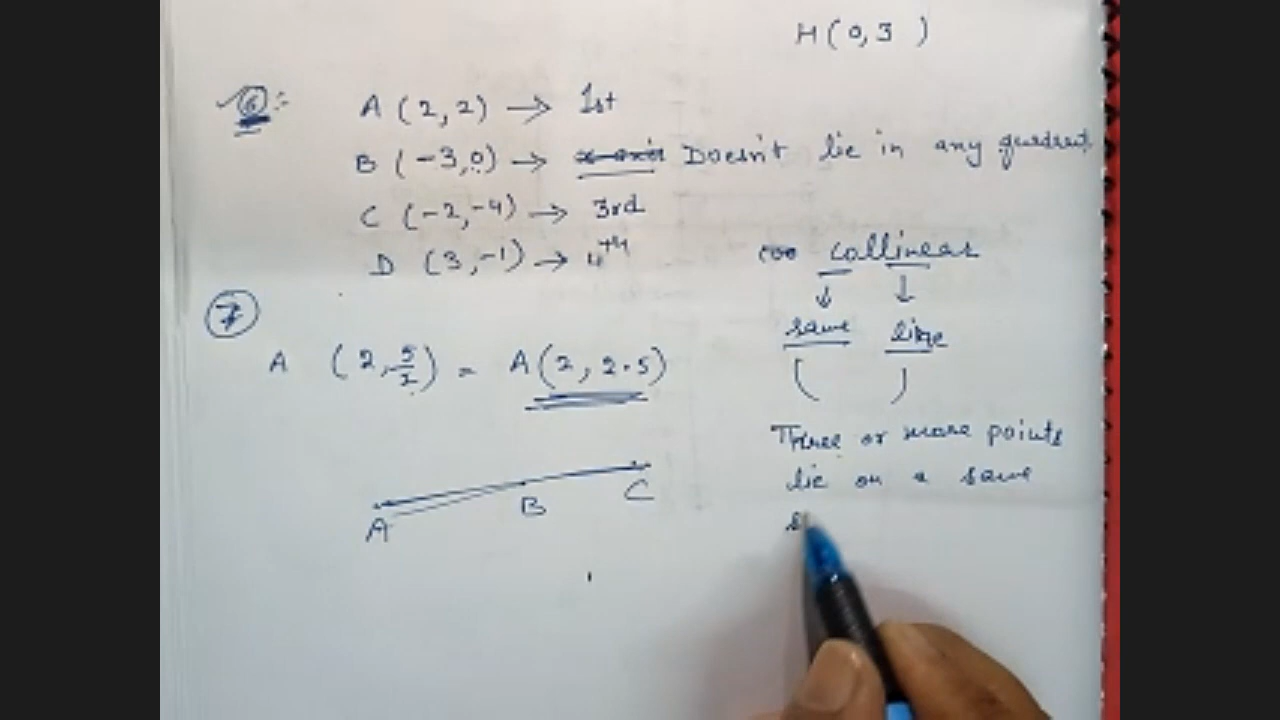 H ( 0, 3 )
6 :-
A ( 2, 2 ) → 1st
B ( -3, 0 ) → x-axis Doesn't lie in any quadrant
C ( -2, -4 ) → 3rd
D ( 3, -1 ) → 4th
collinear
↓ ↓
same line
( )
7
A ( 2, 5/2 ) = A ( 2, 2.5 )
A B C
Three or more points
lie on a same